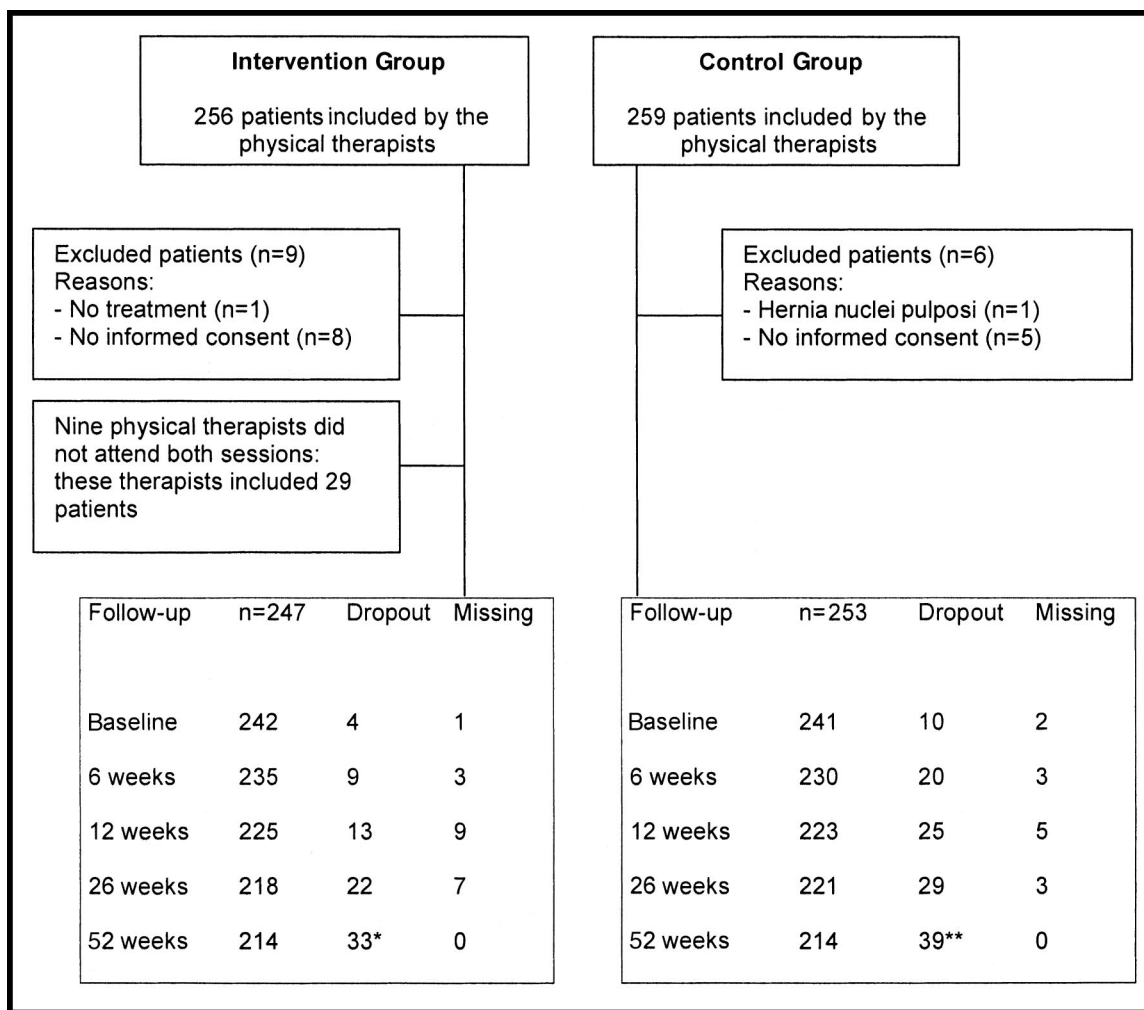 Intervention Group
256 patients included by the
physical therapists
Control Group
259 patients included by the
physical therapists
Excluded patients (n=9)
Reasons:
- No treatment (n=1)
- No informed consent (n=8)
Excluded patients (n=6)
Reasons:
- Hernia nuclei pulposi (n=1)
- No informed consent (n=5)
Nine physical therapists did
not attend both sessions:
these therapists included 29
patients
Follow-up n=247 Dropout Missing
Baseline 242 4 1
6 weeks 235 9 3
12 weeks 225 13 9
26 weeks 218 22 7
52 weeks 214 33* 0
Follow-up n=253 Dropout Missing
Baseline 241 10 2
6 weeks 230 20 3
12 weeks 223 25 5
26 weeks 221 29 3
52 weeks 214 39** 0